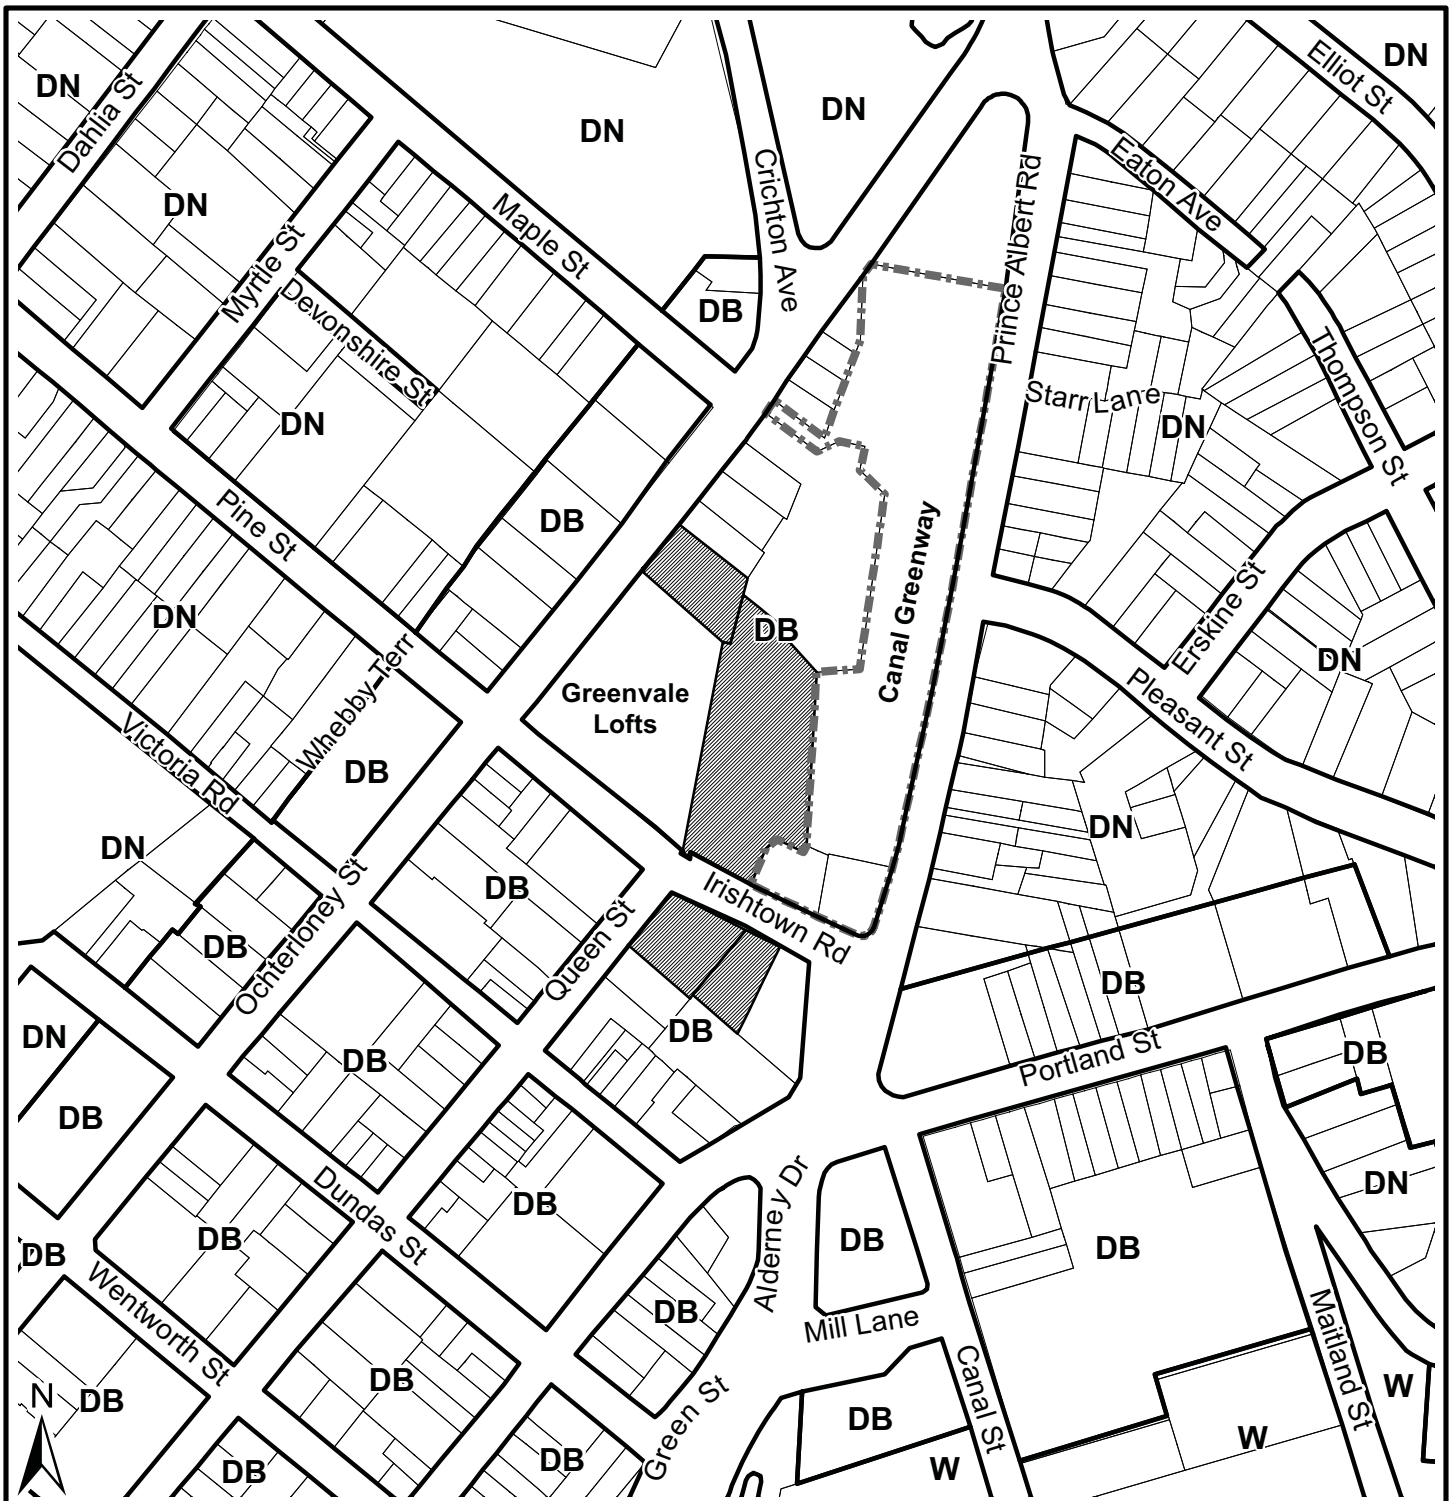 DN
Elliot St
DN
Dahlia St
DN
DN
Eaton Ave
Crichton Ave
Prince Albert Rd
DN
Maple St
Myrtle St
Devonshire St
DB
Thompson St
Starr Lane
DN
DN
Pine St
DB
Canal Greenway
Erskine St
DN
DB
DN
Whebby Terr
Greenvale
Lofts
Pleasant St
Victoria Rd
DB
DN
DN
DB
Irishtown Rd
Ochterloney St
Queen St
DB
DB
DN
DB
DB
Portland St
DB
DB
DN
Dundas St
DB
Alderney Dr
DB
DB
DB
DB
Wentworth St
DB
Mill Lane
Maitland St
N
DB
DB
Canal St
W
Green St
DB
W
DB
DB
W